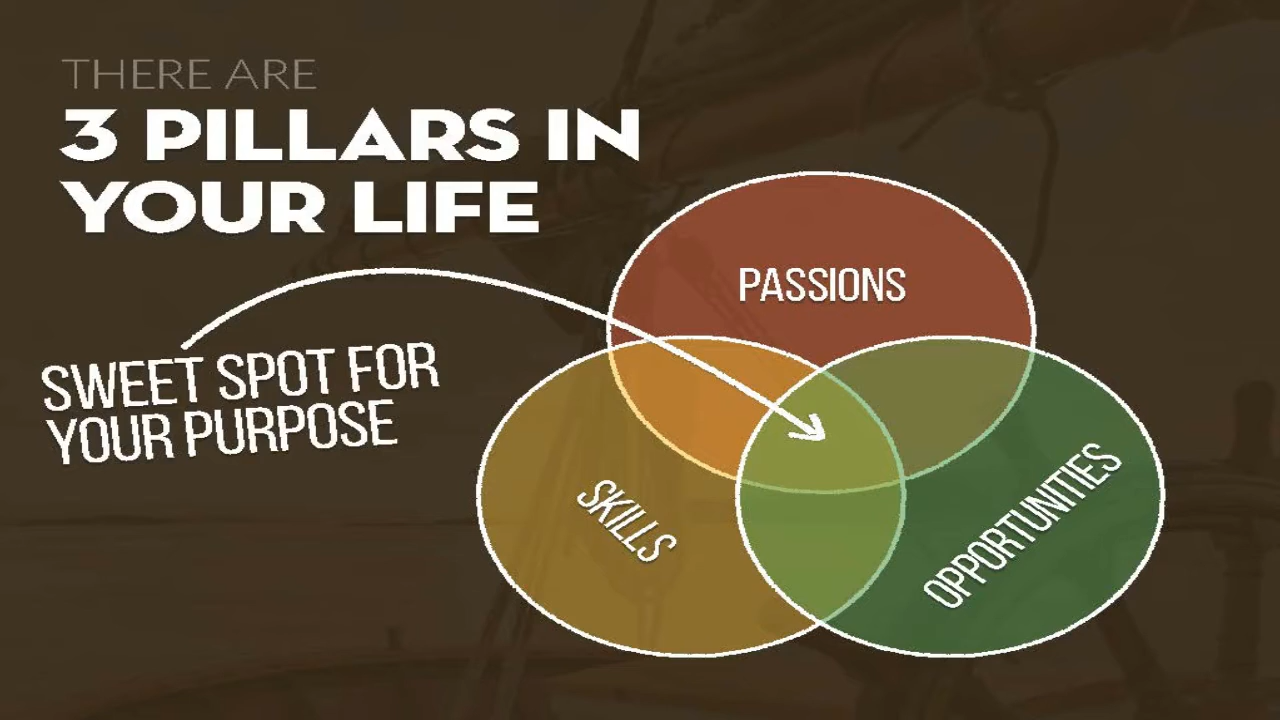 THERE ARE
3 PILLARS IN
YOUR LIFE
SWEET SPOT FOR
YOUR PURPOSE
PASSIONS
SKILLS
OPPORTUNITIES